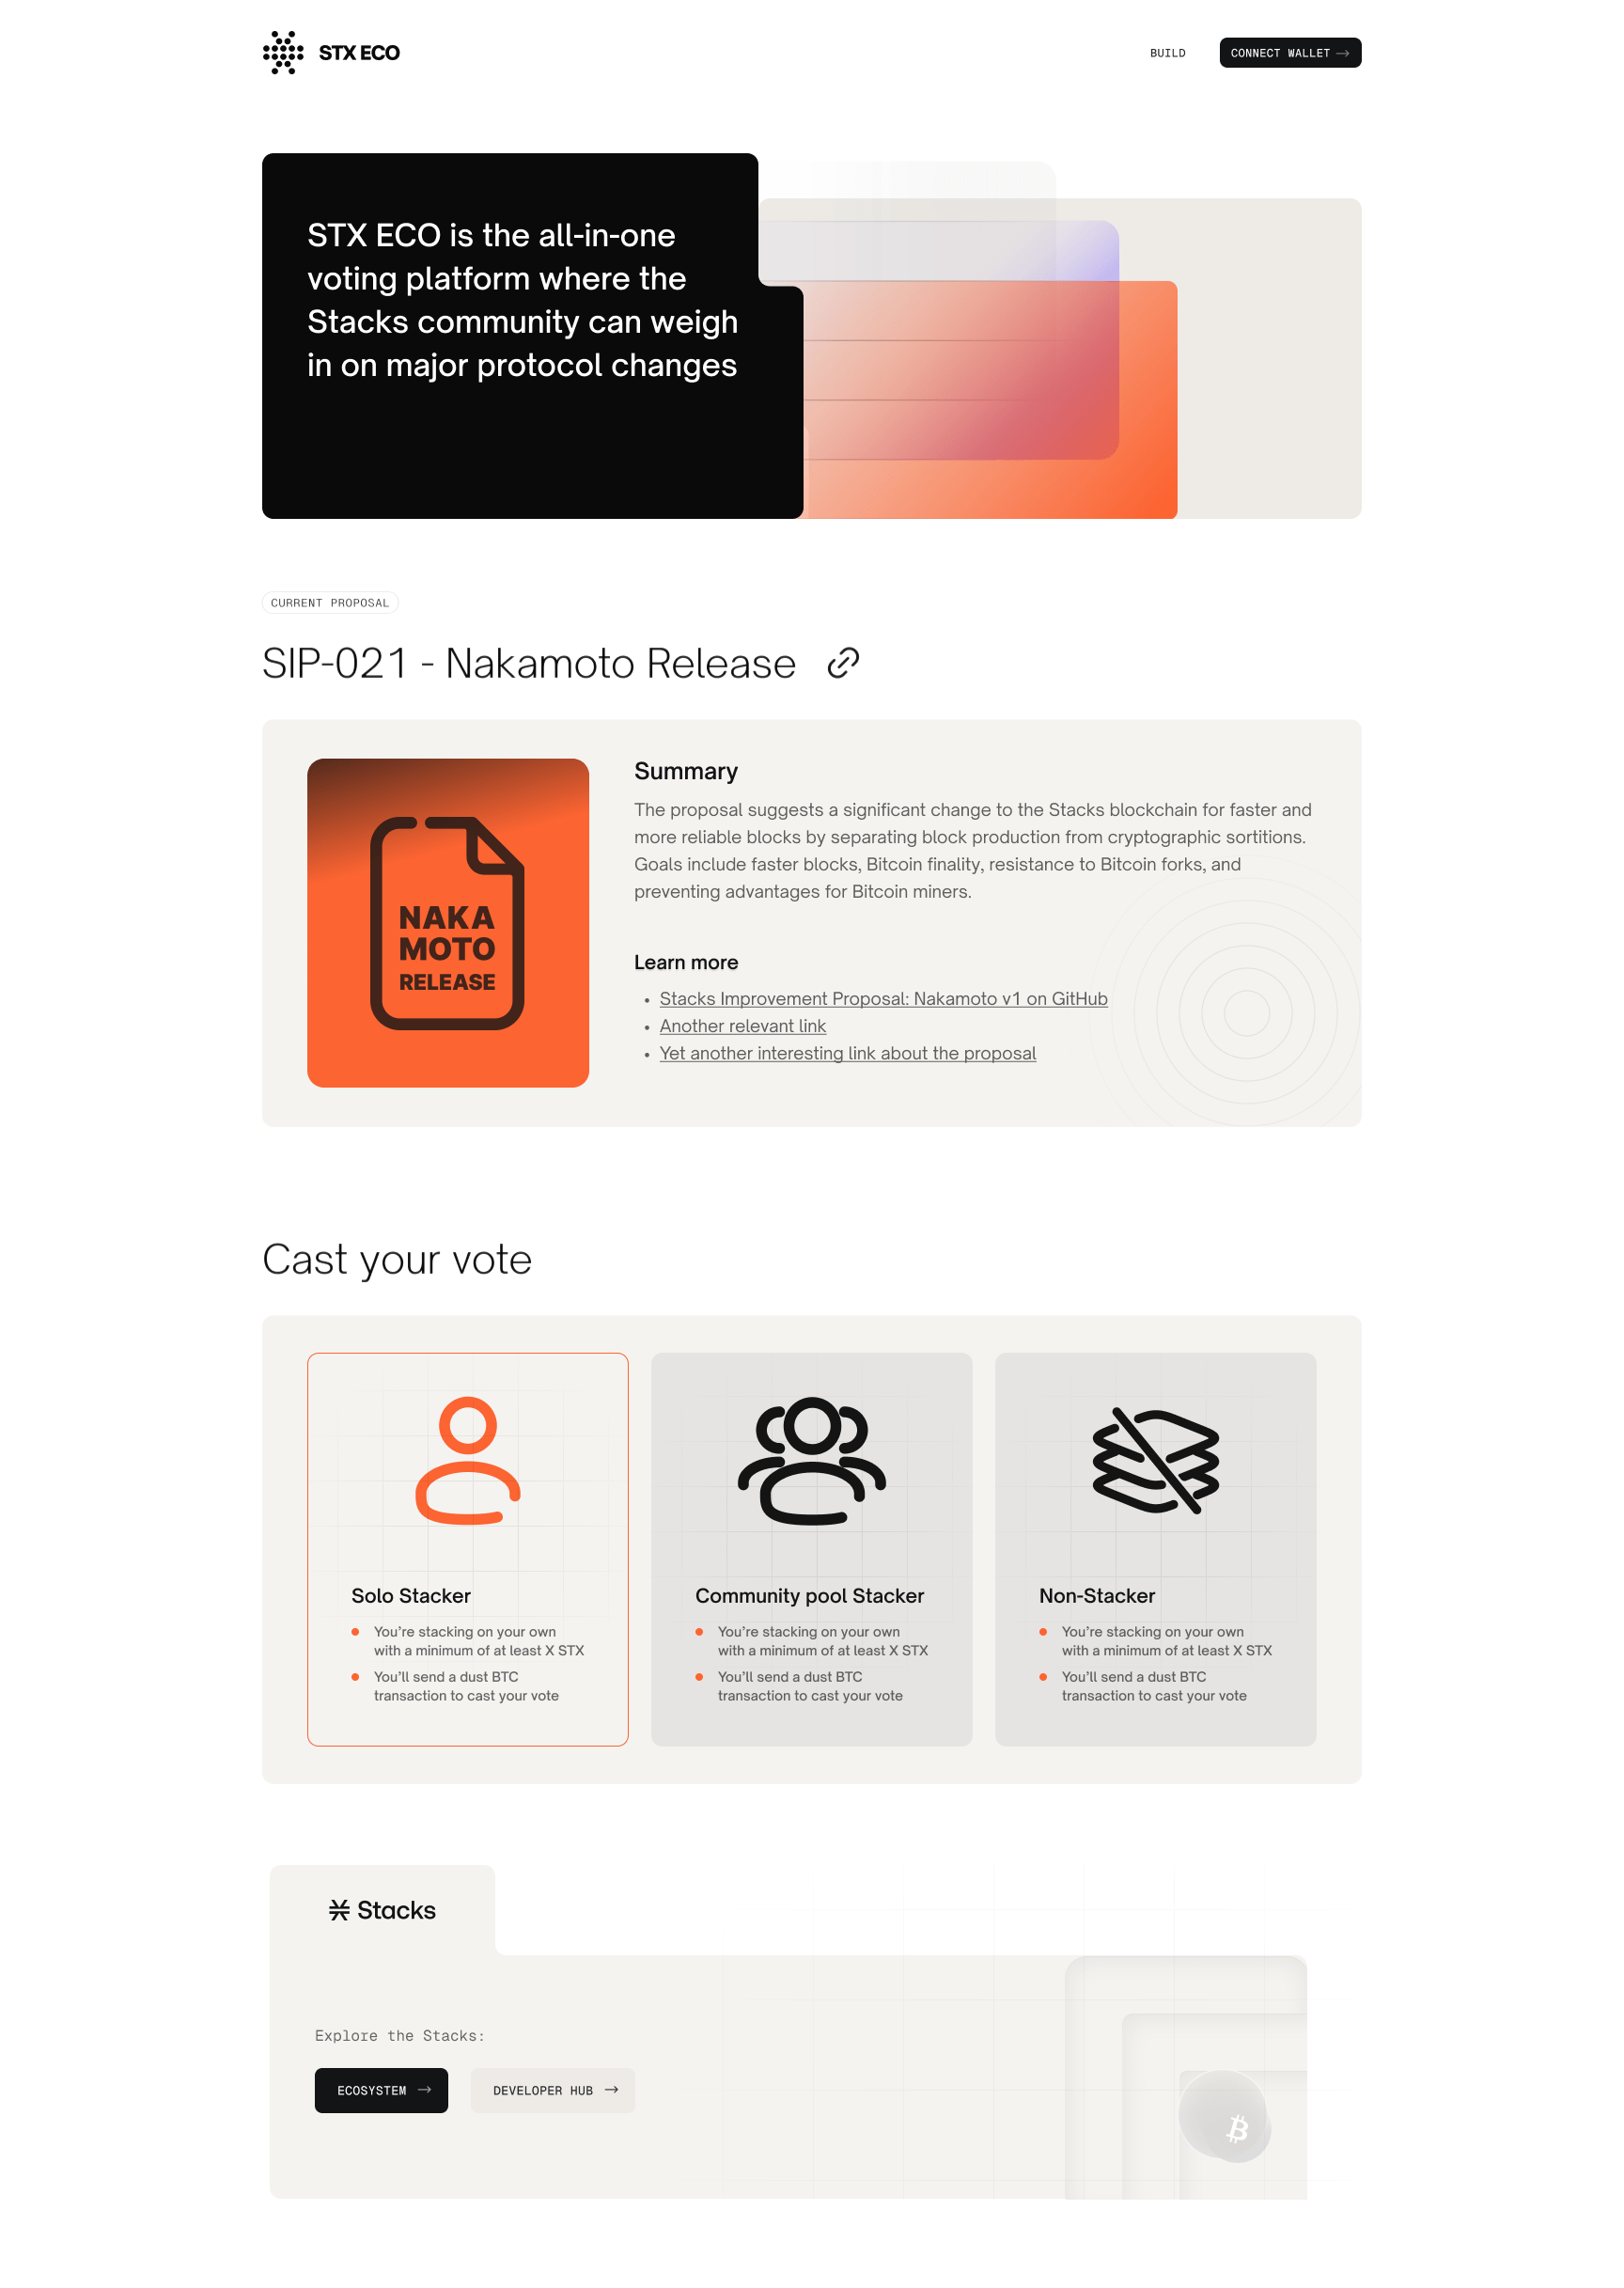 STX ECO
BUILD
CONNECT WALLET →
STX ECO is the all-in-one
voting platform where the
Stacks community can weigh
in on major protocol changes
CURRENT PROPOSAL
SIP-021 - Nakamoto Release
NAKA
MOTO
RELEASE
Summary
The proposal suggests a significant change to the Stacks blockchain for faster and
more reliable blocks by separating block production from cryptographic sortitions.
Goals include faster blocks, Bitcoin finality, resistance to Bitcoin forks, and
preventing advantages for Bitcoin miners.
Learn more
• Stacks Improvement Proposal: Nakamoto v1 on GitHub
• Another relevant link
• Yet another interesting link about the proposal
Cast your vote
Solo Stacker
You’re stacking on your own
with a minimum of at least X STX
You’ll send a dust BTC
transaction to cast your vote
Community pool Stacker
You’re stacking on your own
with a minimum of at least X STX
You’ll send a dust BTC
transaction to cast your vote
Non-Stacker
You’re stacking on your own
with a minimum of at least X STX
You’ll send a dust BTC
transaction to cast your vote
Stacks
Explore the Stacks:
ECOSYSTEM →
DEVELOPER HUB →